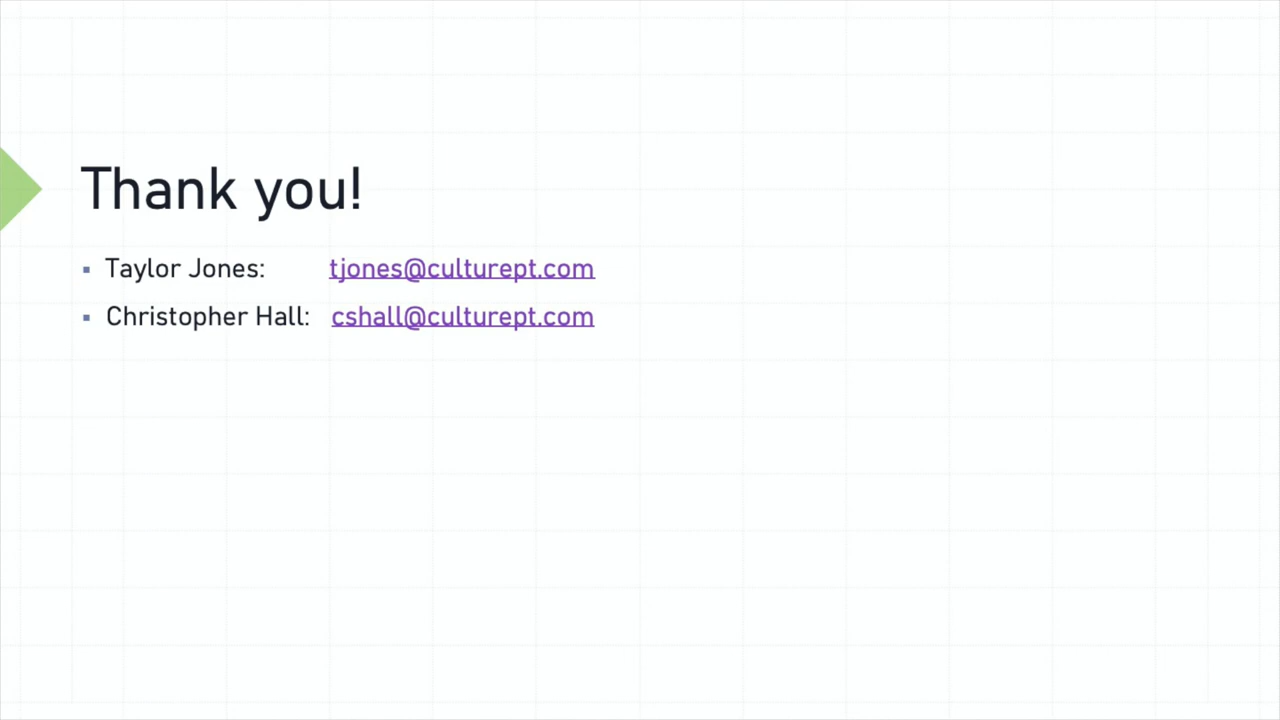 Thank you!
▪ Taylor Jones: tjones@culturept.com
▪ Christopher Hall: cshall@culturept.com